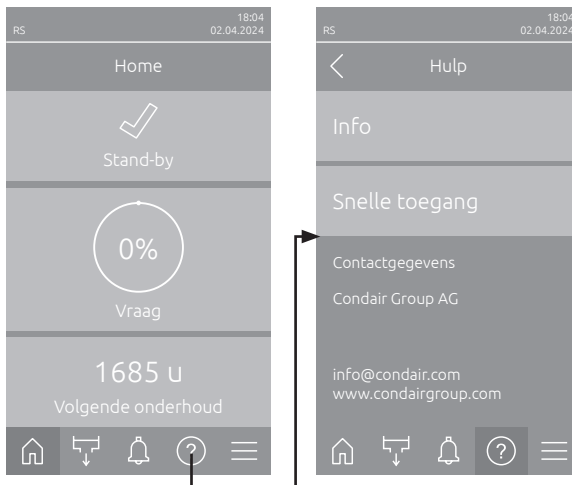 18:04
RS 02.04.2024
Home
Stand-by
0%
Vraag
1685 u
Volgende onderhoud
?
18:04
RS 02.04.2024
Hulp
Info
Snelle toegang
Contactgegevens
Condair Group AG
info@condair.com
www.condairgroup.com
?